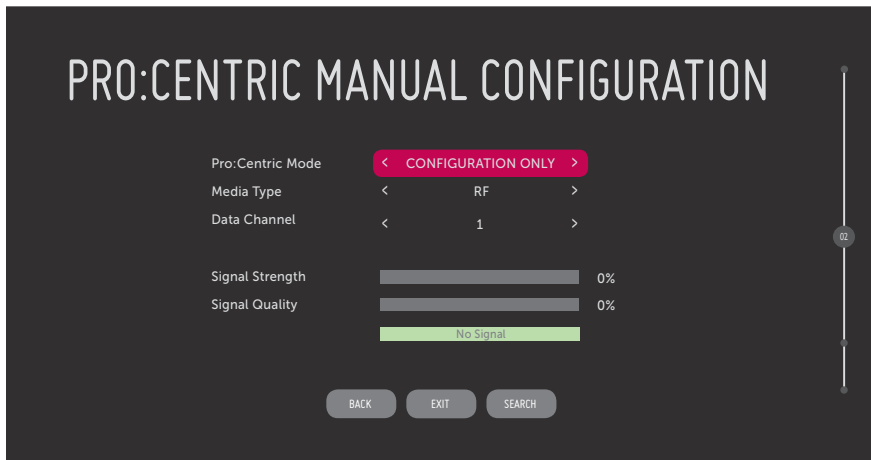 PRO:CENTRIC MANUAL CONFIGURATION
Pro:Centric Mode < CONFIGURATION ONLY >
Media Type < RF >
Data Channel < 1 >
02
Signal Strength 0%
Signal Quality 0%
No Signal
BACK EXIT SEARCH